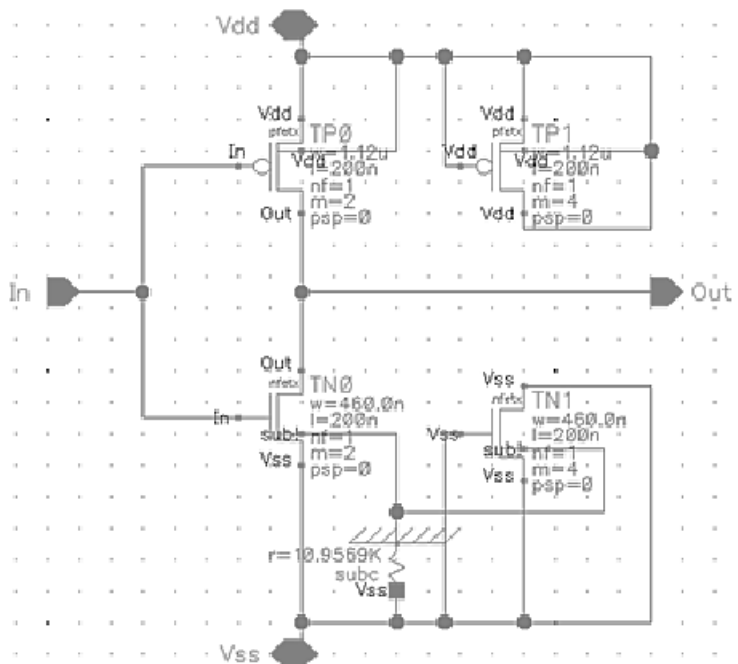 Vdd
Vdd
pfetx
TP0
In
Vdd
w=1.12u
l=200n
nf=1
m=2
Out
psp=0
Vdd
pfetx
TP1
Vdd
Vdd
w=1.12u
l=200n
nf=1
m=4
Vdd
psp=0
In
Out
Out
nfetx
TN0
w=460.0n
In
l=200n
sub!
nf=1
m=2
Vss
psp=0
Vss
nfetx
TN1
w=460.0n
Vss
l=200n
sub!
nf=1
m=4
Vss
psp=0
r=10.9569K
subc
Vss
Vss